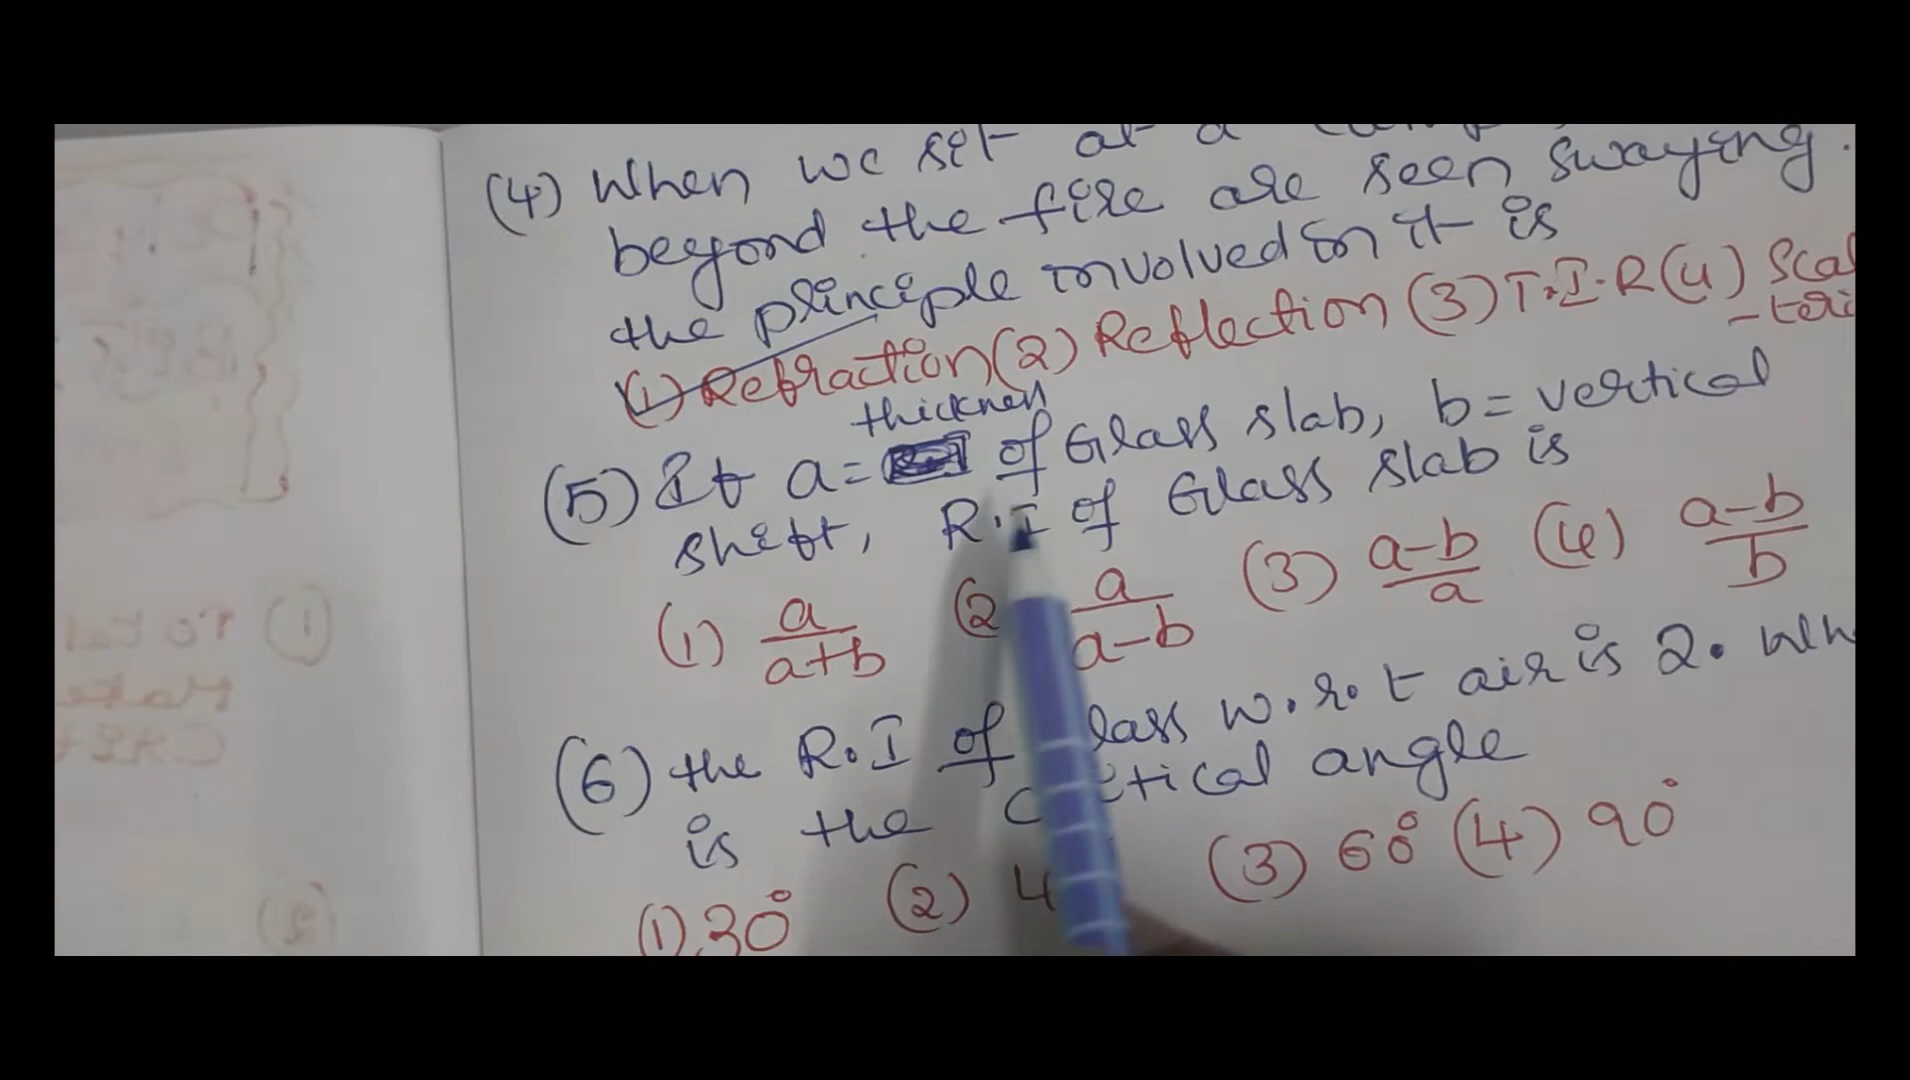 (4) When we sit at a
beyond the fire are seen swaying.
the principle involved in it is
(1) Refraction (2) Reflection (3) T.I.R (4) Scat
-teri
thickness
(5) If a = of Glass slab, b = vertical
shift, R.I of Glass slab is
(1) a/(a+b) (2) a/(a-b) (3) (a-b)/a (4) (a-b)/b
(6) the R.I of lass w.r.t air is 2. Wh
is the critical angle
(1) 30° (2) 4 (3) 60° (4) 90°